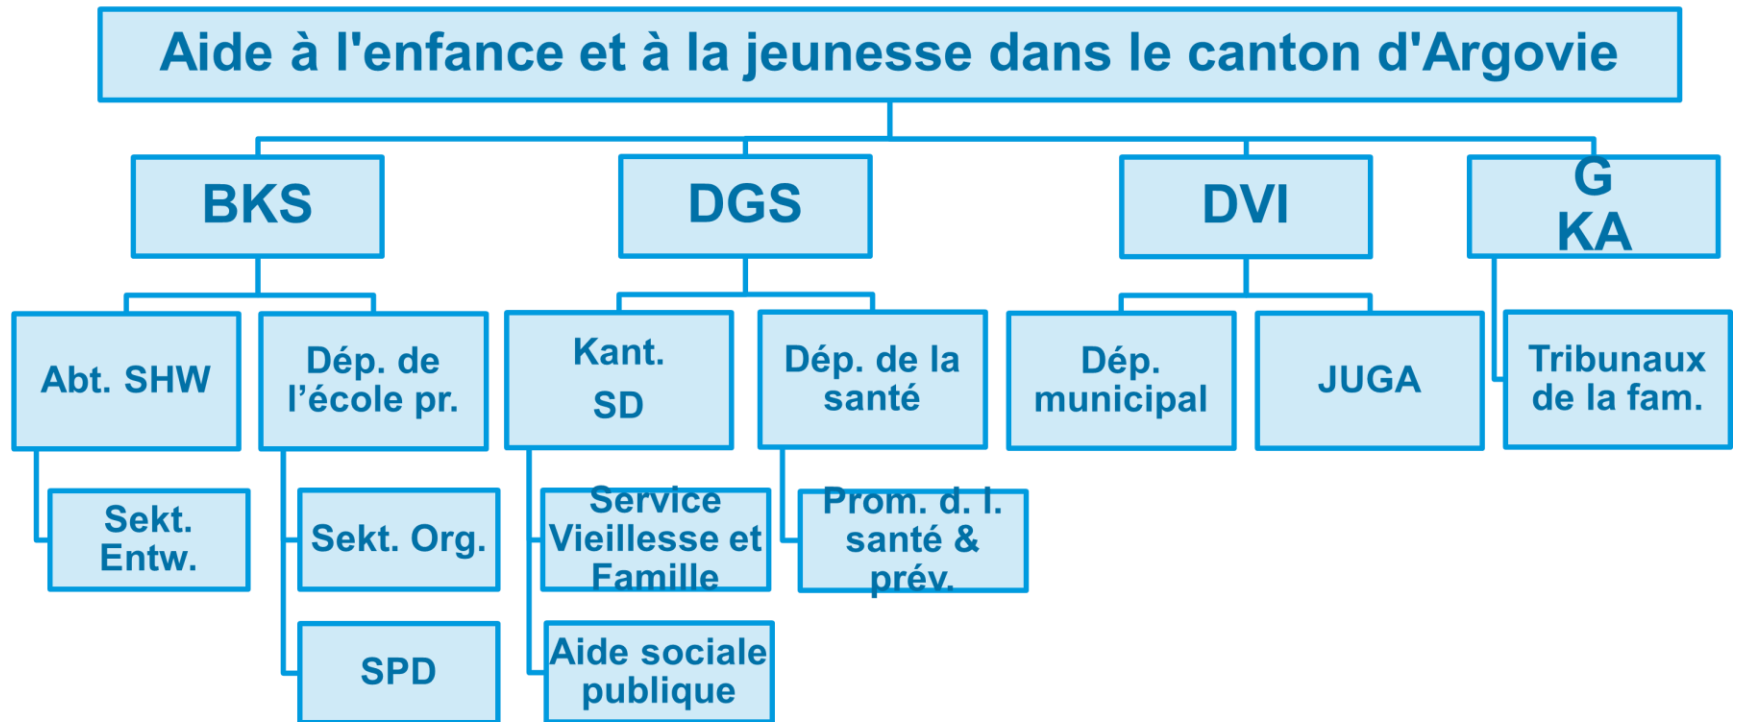 Aide à l'enfance et à la jeunesse dans le canton d'Argovie
BKS
DGS
DVI
G
KA
Abt. SHW
Dép. de
l’école pr.
Kant.
SD
Dép. de la
santé
Dép.
municipal
JUGA
Tribunaux
de la fam.
Sekt.
Entw.
Sekt. Org.
Service
Vieillesse et
Famille
Prom. d. l.
santé &
prév.
SPD
Aide sociale
publique